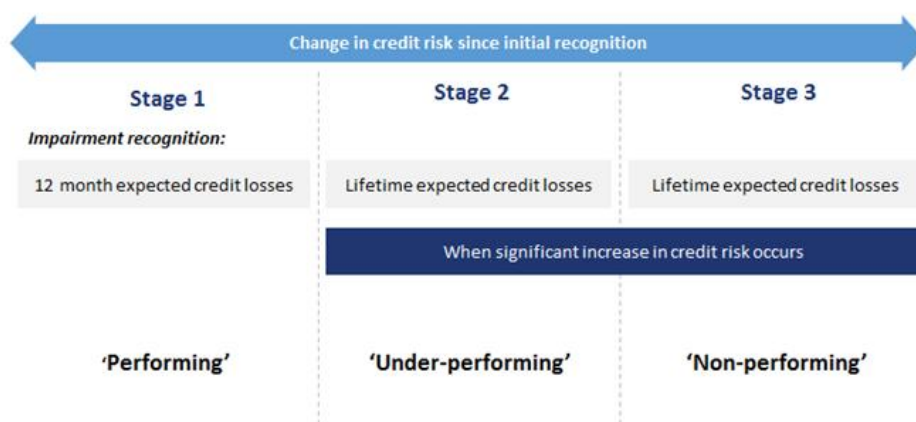 Change in credit risk since initial recognition
Stage 1
Stage 2
Stage 3
Impairment recognition:
12 month expected credit losses
Lifetime expected credit losses
Lifetime expected credit losses
When significant increase in credit risk occurs
‘Performing’
‘Under-performing’
‘Non-performing’